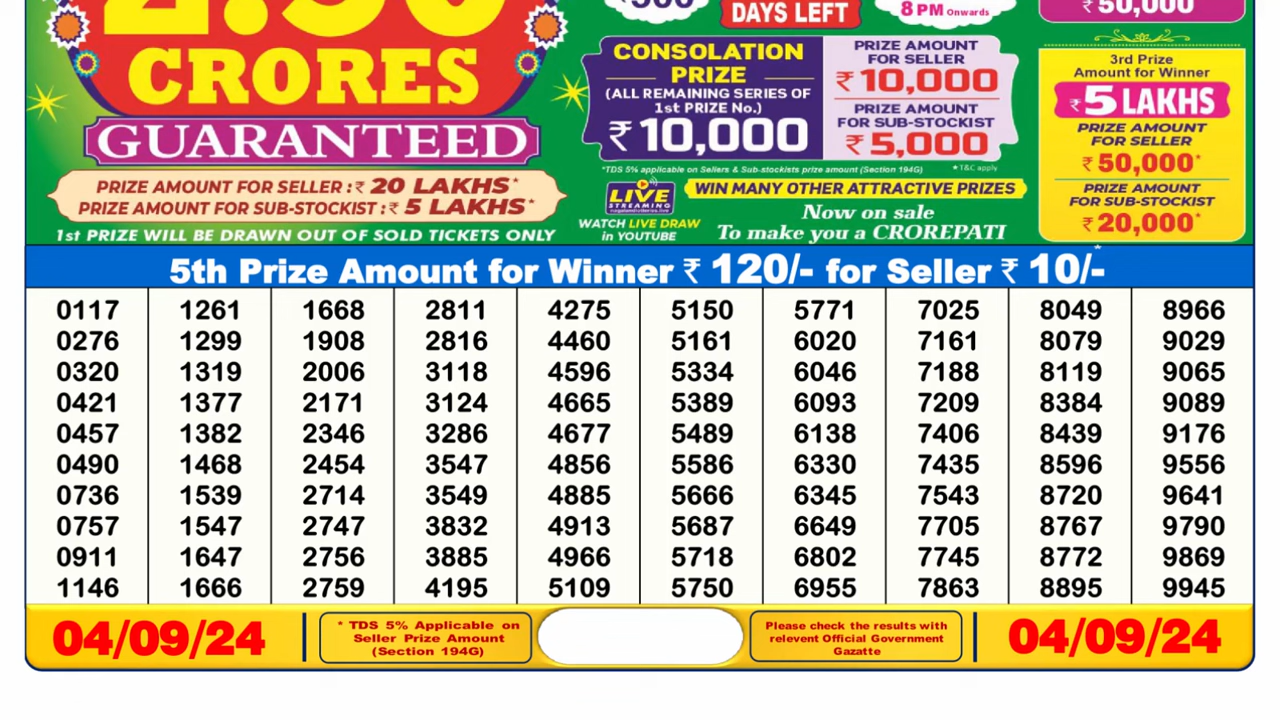 CRORES
GUARANTEED
PRIZE AMOUNT FOR SELLER :₹ 20 LAKHS*
PRIZE AMOUNT FOR SUB-STOCKIST :₹ 5 LAKHS*
1st PRIZE WILL BE DRAWN OUT OF SOLD TICKETS ONLY
DAYS LEFT
8 PM Onwards
₹ 50,000
CONSOLATION
PRIZE
(ALL REMAINING SERIES OF
1st PRIZE No.)
₹ 10,000
PRIZE AMOUNT
FOR SELLER
₹ 10,000
PRIZE AMOUNT
FOR SUB-STOCKIST
₹ 5,000
*TDS 5% applicable on Sellers & Sub-stockists prize amount (Section 194G)
*T&C apply
LIVE
STREAMING
WATCH LIVE DRAW
in YOUTUBE
WIN MANY OTHER ATTRACTIVE PRIZES
Now on sale
To make you a CROREPATI
3rd Prize
Amount for Winner
₹5 LAKHS
PRIZE AMOUNT
FOR SELLER
₹ 50,000*
PRIZE AMOUNT
FOR SUB-STOCKIST
₹ 20,000*
5th Prize Amount for Winner ₹ 120/- for Seller ₹ 10/-*
0117 1261 1668 2811 4275 5150 5771 7025 8049 8966
0276 1299 1908 2816 4460 5161 6020 7161 8079 9029
0320 1319 2006 3118 4596 5334 6046 7188 8119 9065
0421 1377 2171 3124 4665 5389 6093 7209 8384 9089
0457 1382 2346 3286 4677 5489 6138 7406 8439 9176
0490 1468 2454 3547 4856 5586 6330 7435 8596 9556
0736 1539 2714 3549 4885 5666 6345 7543 8720 9641
0757 1547 2747 3832 4913 5687 6649 7705 8767 9790
0911 1647 2756 3885 4966 5718 6802 7745 8772 9869
1146 1666 2759 4195 5109 5750 6955 7863 8895 9945
04/09/24
* TDS 5% Applicable on
Seller Prize Amount
(Section 194G)
Please check the results with
relevent Official Government
Gazatte
04/09/24